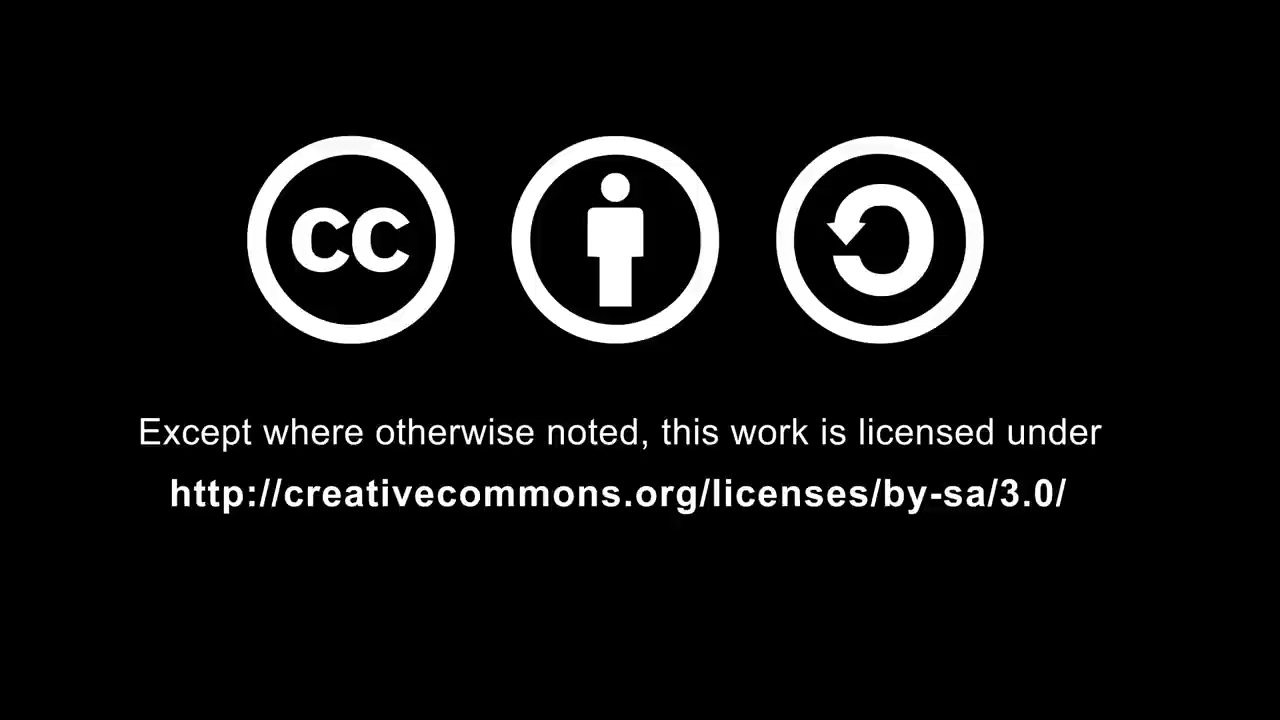 cc
Except where otherwise noted, this work is licensed under
http://creativecommons.org/licenses/by-sa/3.0/